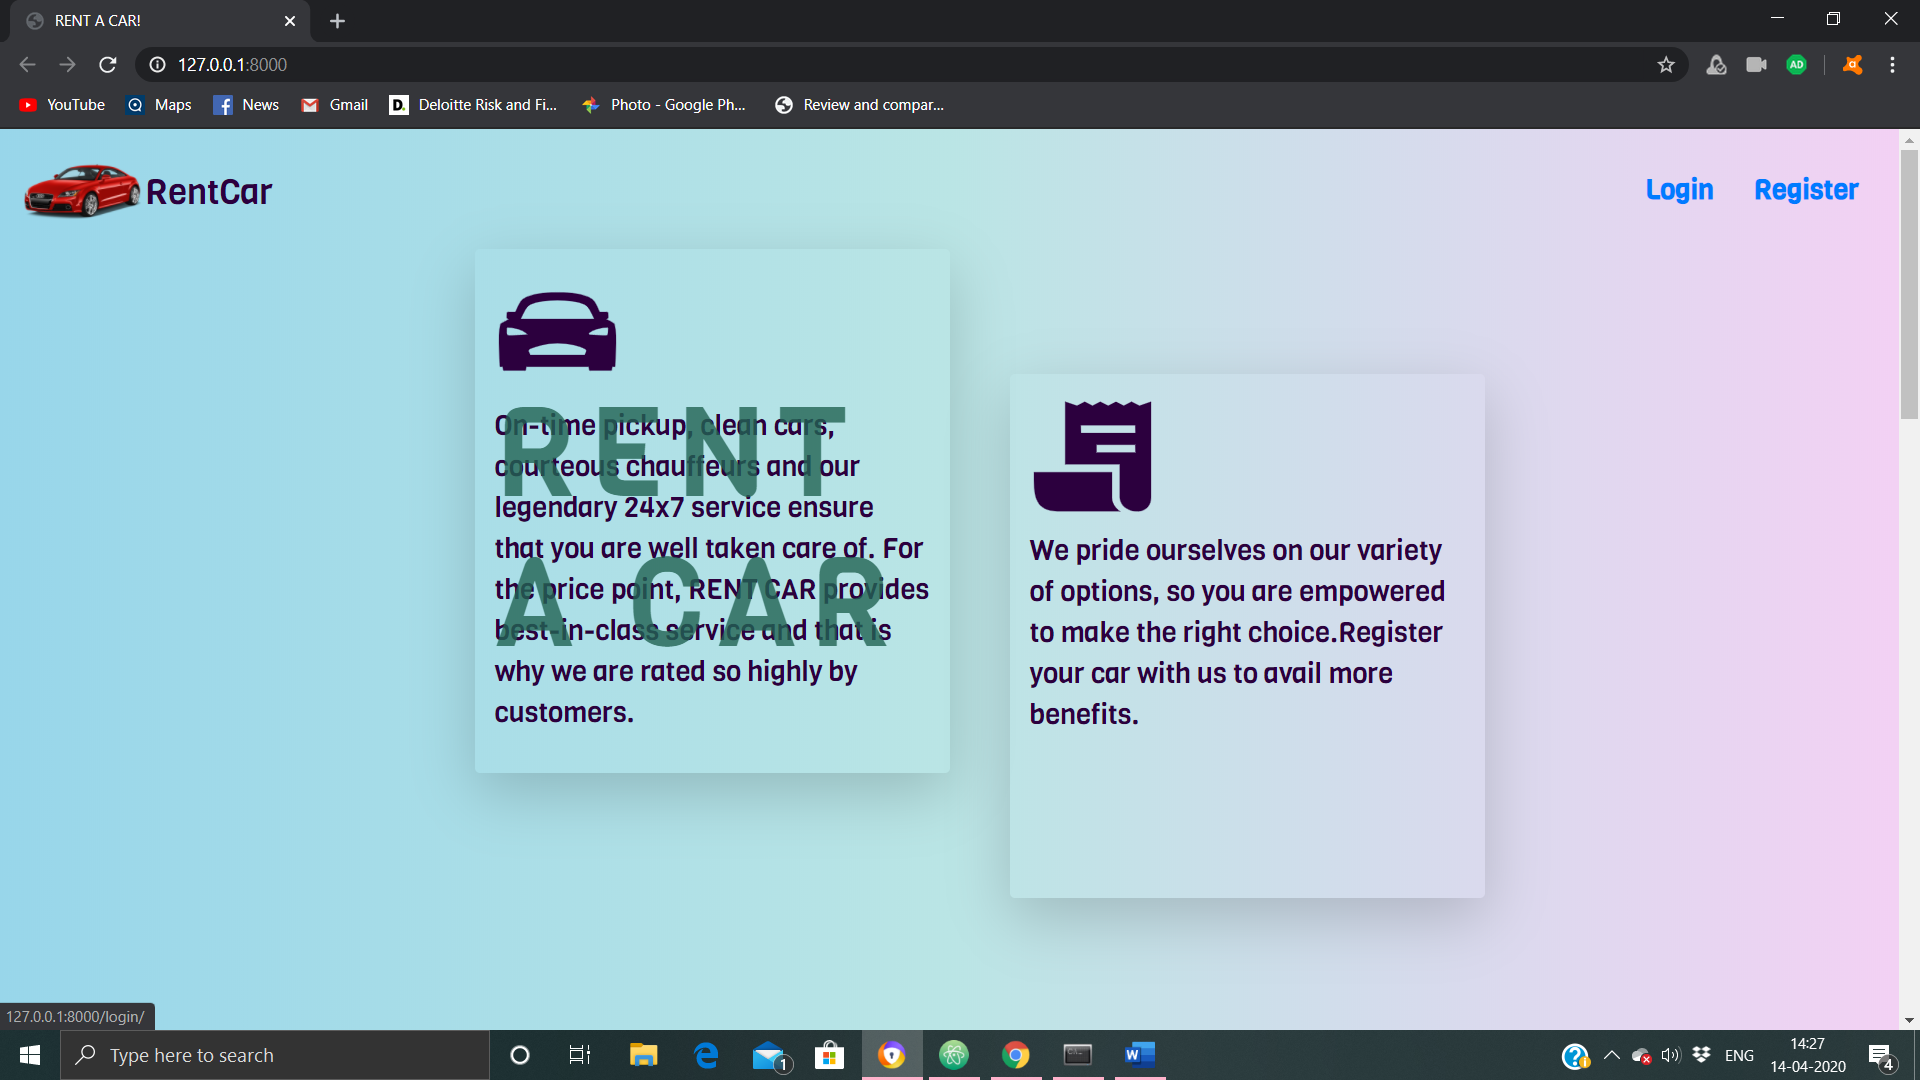 RENT A CAR!
127.0.0.1:8000
YouTube
Maps
News
Gmail
D.
Deloitte Risk and Fi...
Photo - Google Ph...
Review and compar...
AD
RentCar
Login
Register
RENT
A CAR
On-time pickup, clean cars,
courteous chauffeurs and our
legendary 24x7 service ensure
that you are well taken care of. For
the price point, RENT CAR provides
best-in-class service and that is
why we are rated so highly by
customers.
We pride ourselves on our variety
of options, so you are empowered
to make the right choice.Register
your car with us to avail more
benefits.
127.0.0.1:8000/login/
Type here to search
1
W
ENG
14:27
14-04-2020
4